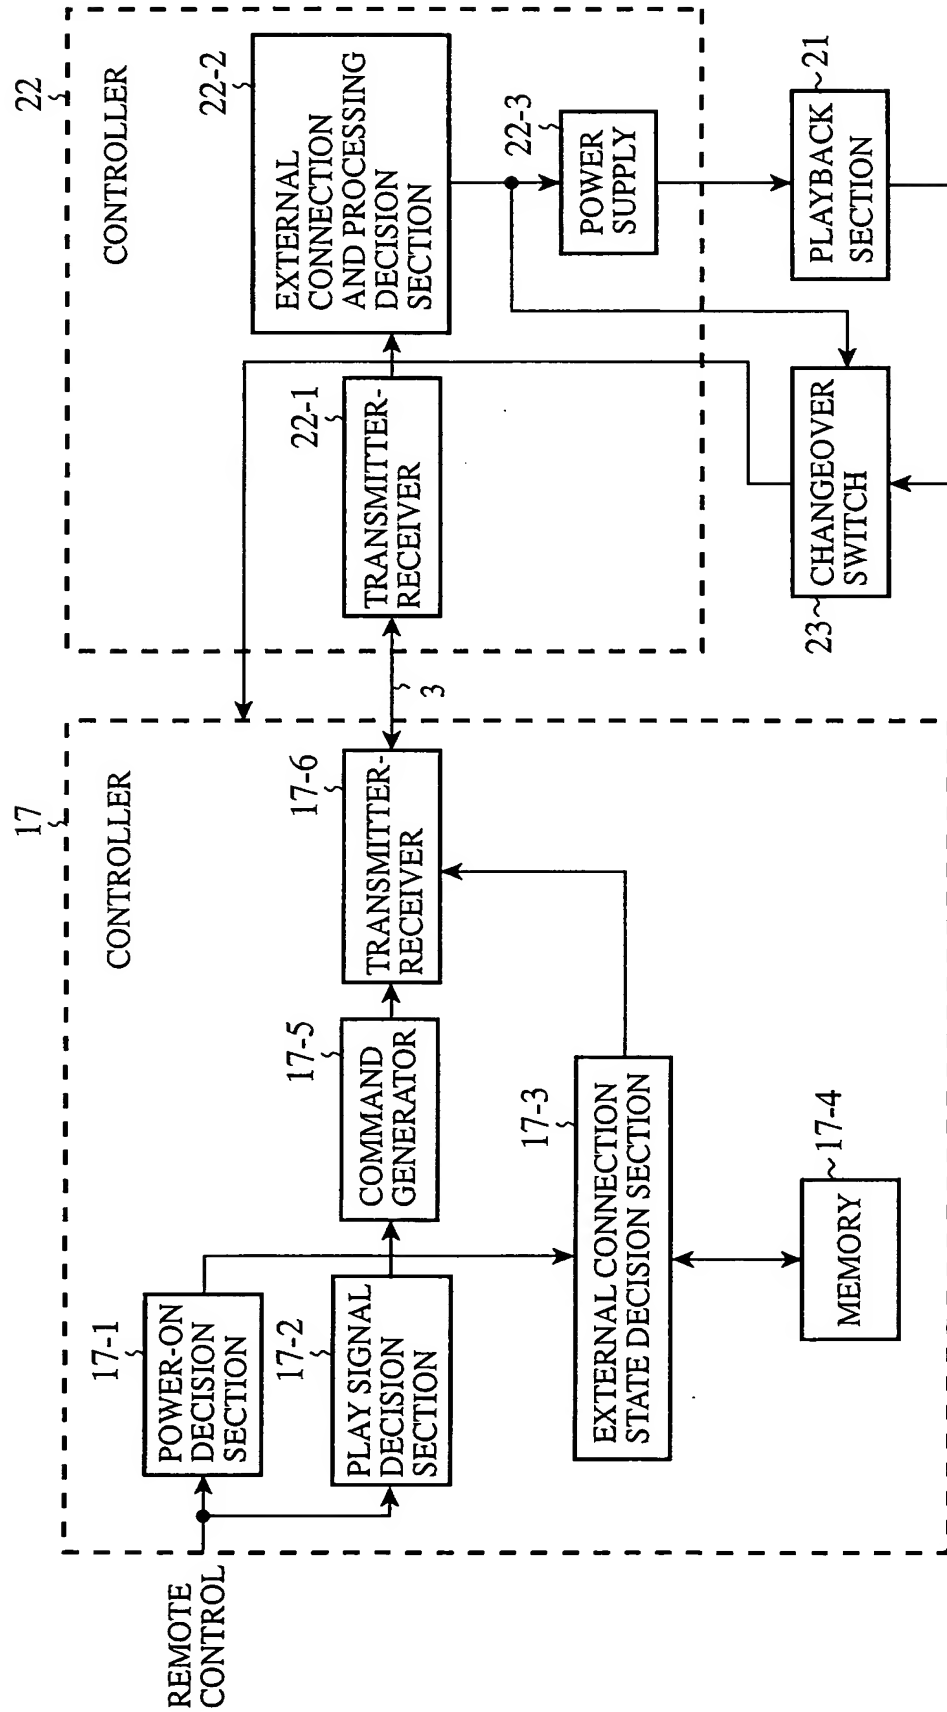 REMOTE
CONTROL
17
CONTROLLER
17-1
POWER-ON
DECISION
SECTION
17-2
PLAY SIGNAL
DECISION
SECTION
17-5
COMMAND
GENERATOR
17-6
TRANSMITTER-
RECEIVER
17-3
EXTERNAL CONNECTION
STATE DECISION SECTION
17-4
MEMORY
3
22
CONTROLLER
22-1
TRANSMITTER-
RECEIVER
22-2
EXTERNAL
CONNECTION
AND PROCESSING
DECISION
SECTION
22-3
POWER
SUPPLY
23
CHANGEOVER
SWITCH
21
PLAYBACK
SECTION